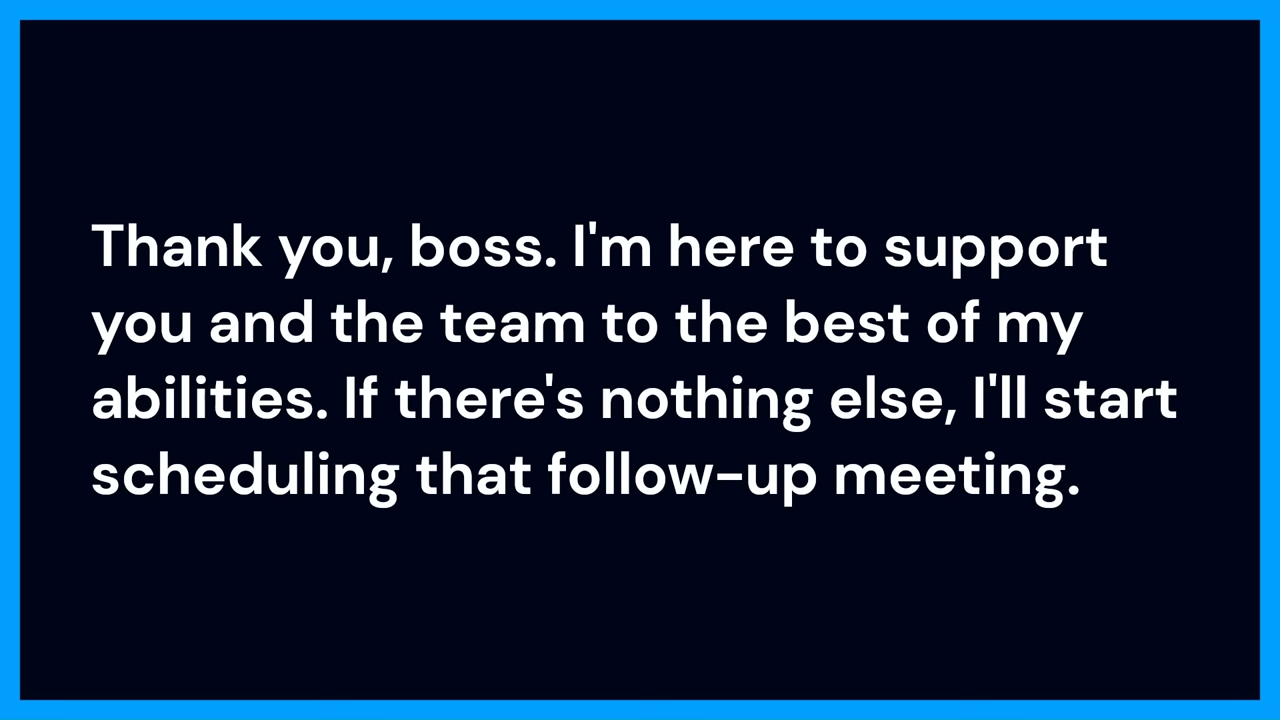 Thank you, boss. I'm here to support
you and the team to the best of my
abilities. If there's nothing else, I'll start
scheduling that follow-up meeting.